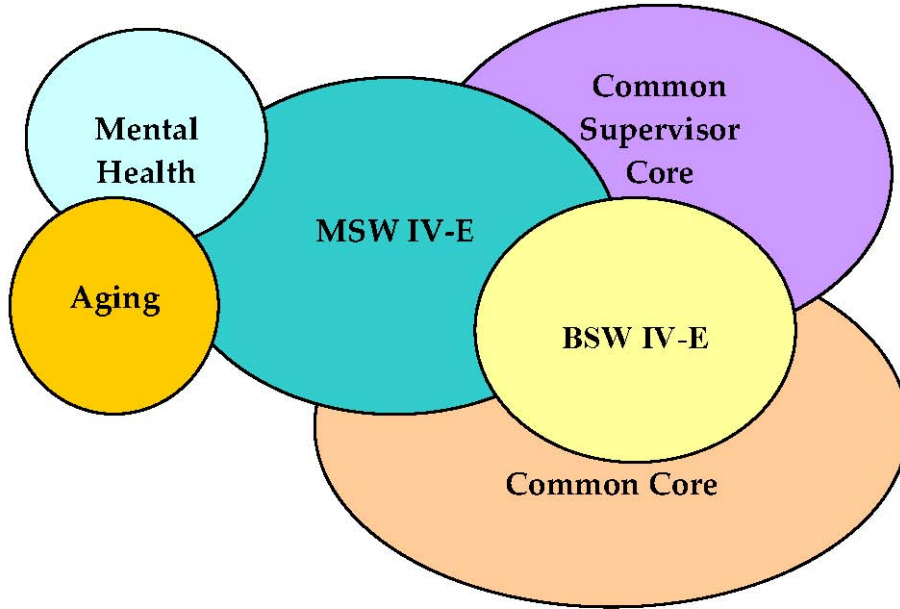 Mental
Health
Common
Supervisor
Core
MSW IV-E
Aging
BSW IV-E
Common Core